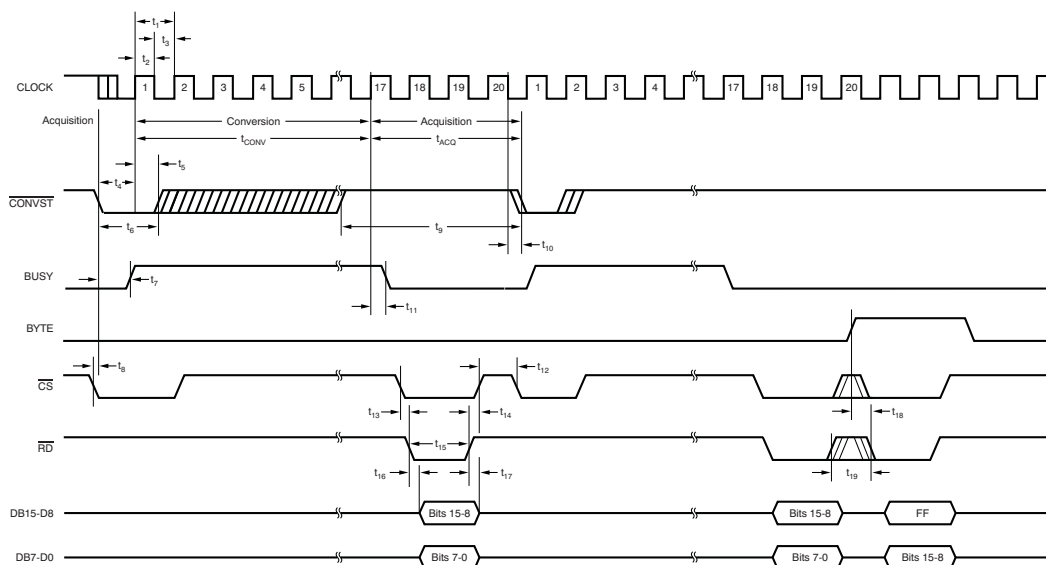 t1
t3
t2
CLOCK 1 2 3 4 5 17 18 19 20 1 2 3 4 17 18 19 20
Acquisition Conversion Acquisition
tCONV tACQ
t5
t4
CONVST
t6 t9
t10
BUSY t7
t11
BYTE
t8 t12
CS
t13 t14 t18
RD t15
t16 t17 t19
DB15-D8 Bits 15-8 Bits 15-8 FF
DB7-D0 Bits 7-0 Bits 7-0 Bits 15-8